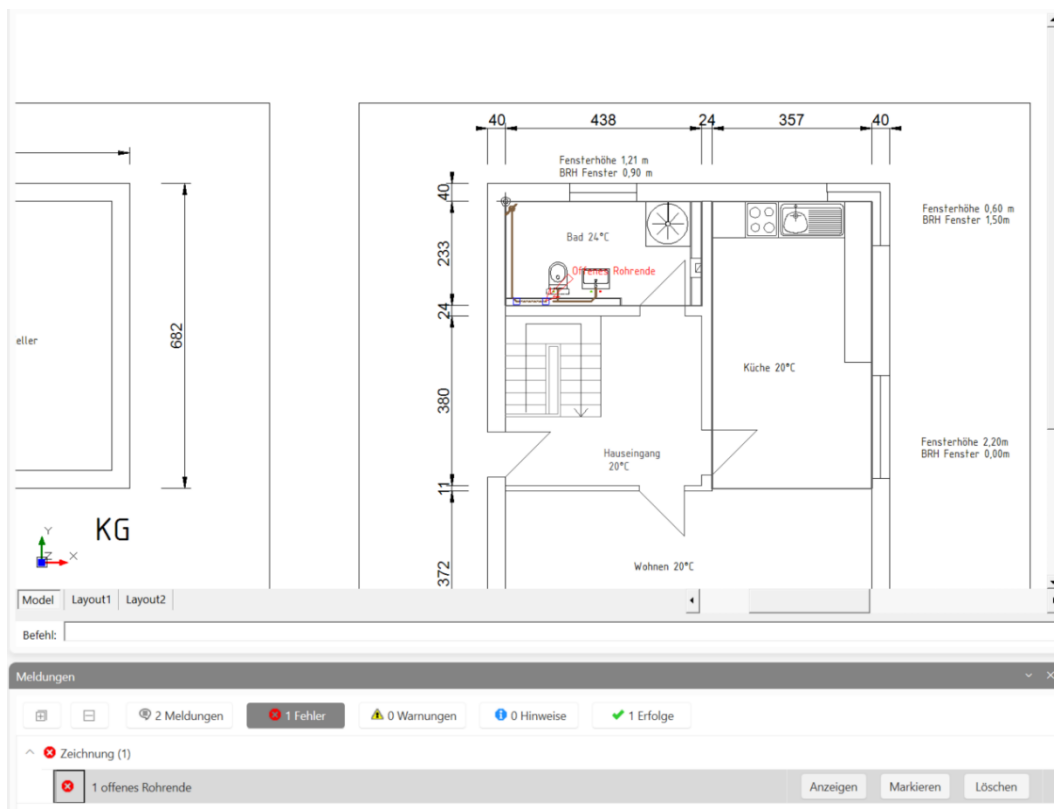 40
438
24
357
40
Fensterhöhe 1,21 m
BRH Fenster 0,90 m
40
Fensterhöhe 0,60 m
BRH Fenster 1,50m
Bad 24°C
233
Offenes Rohrende
24
682
eller
Küche 20°C
380
Fensterhöhe 2,20m
BRH Fenster 0,00m
Hauseingang
20°C
11
KG
Y
Z
X
372
Wohnen 20°C
Model
Layout1
Layout2
Befehl:
Meldungen
2 Meldungen
1 Fehler
0 Warnungen
0 Hinweise
1 Erfolge
Zeichnung (1)
1 offenes Rohrende
Anzeigen
Markieren
Löschen